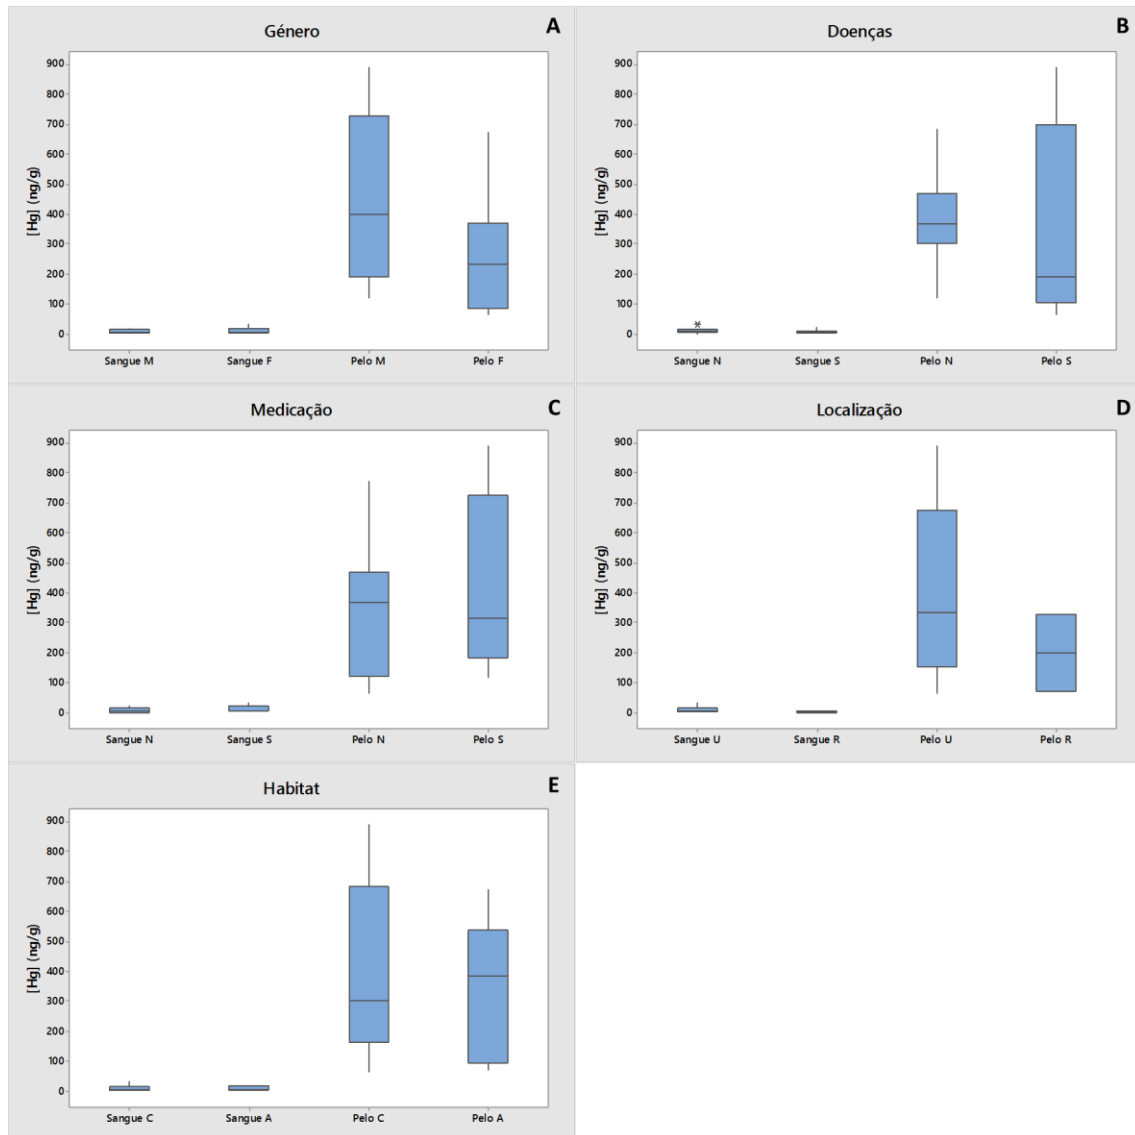 Género
A
[Hg] (ng/g)
900
800
700
600
500
400
300
200
100
0
Sangue M Sangue F Pelo M Pelo F
Doenças
B
[Hg] (ng/g)
900
800
700
600
500
400
300
200
100
0
Sangue N Sangue S Pelo N Pelo S
Medicação
C
[Hg] (ng/g)
900
800
700
600
500
400
300
200
100
0
Sangue N Sangue S Pelo N Pelo S
Localização
D
[Hg] (ng/g)
900
800
700
600
500
400
300
200
100
0
Sangue U Sangue R Pelo U Pelo R
Habitat
E
[Hg] (ng/g)
900
800
700
600
500
400
300
200
100
0
Sangue C Sangue A Pelo C Pelo A